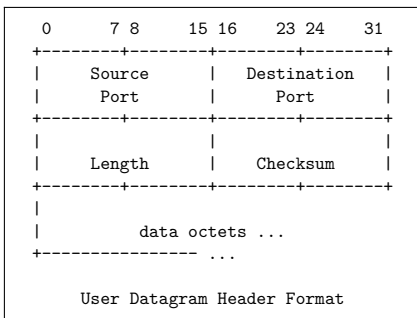 0      7 8     15 16    23 24    31
+--------+--------+--------+--------+
|     Source      |   Destination   |
|      Port       |      Port       |
+--------+--------+--------+--------+
|                 |                 |
|     Length      |    Checksum     |
+--------+--------+--------+--------+
|
|          data octets ...
+---------------- ...
User Datagram Header Format